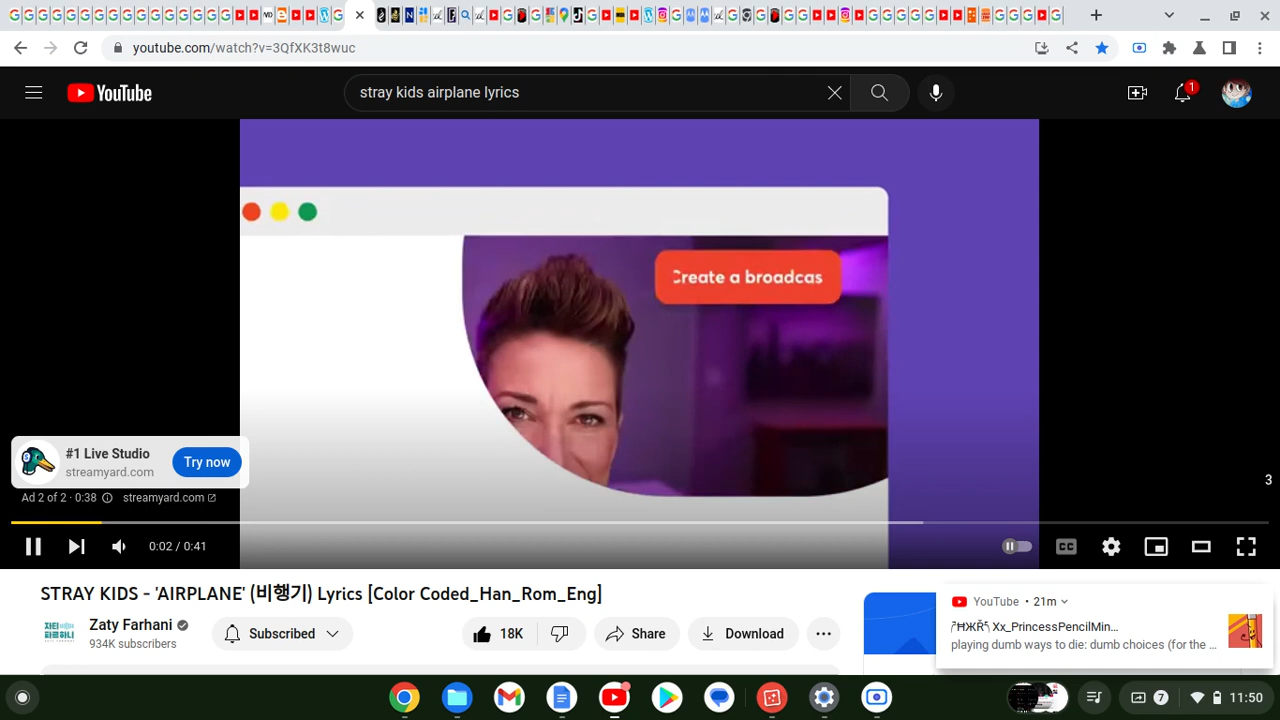 youtube.com/watch?v=3QfXK3t8wuc
YouTube
stray kids airplane lyrics
1
Create a broadcas
#1 Live Studio
streamyard.com
Try now
Ad 2 of 2 · 0:38
streamyard.com
3
0:02 / 0:41
CC
STRAY KIDS - 'AIRPLANE' (비행기) Lyrics [Color Coded_Han_Rom_Eng]
Zaty Farhani
934K subscribers
Subscribed
18K
Share
Download
YouTube • 21m
Xx_PrincessPencilMin...
playing dumb ways to die: dumb choices (for the ...
7
11:50